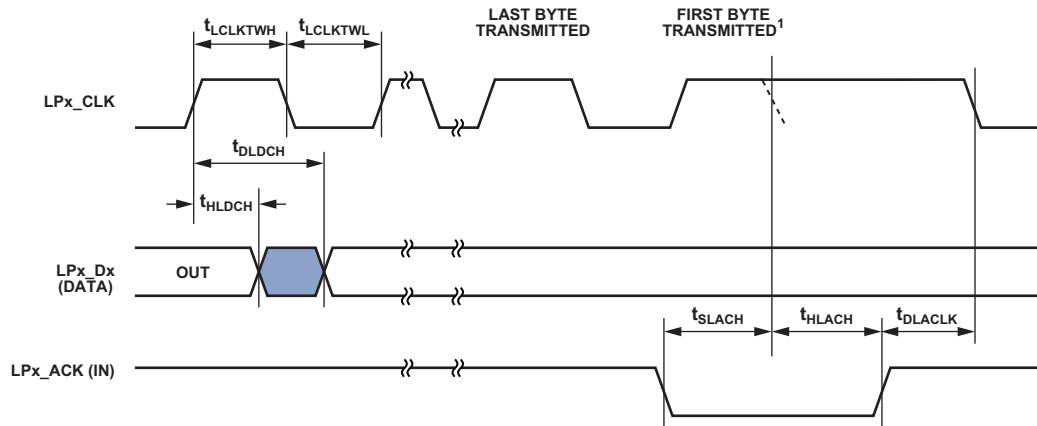 LAST BYTE
TRANSMITTED
FIRST BYTE
TRANSMITTED1
tLCLKTWH
tLCLKTWL
LPx_CLK
tDLDCH
tHLDCH
LPx_Dx
(DATA)
OUT
tSLACH
tHLACH
tDLACLK
LPx_ACK (IN)